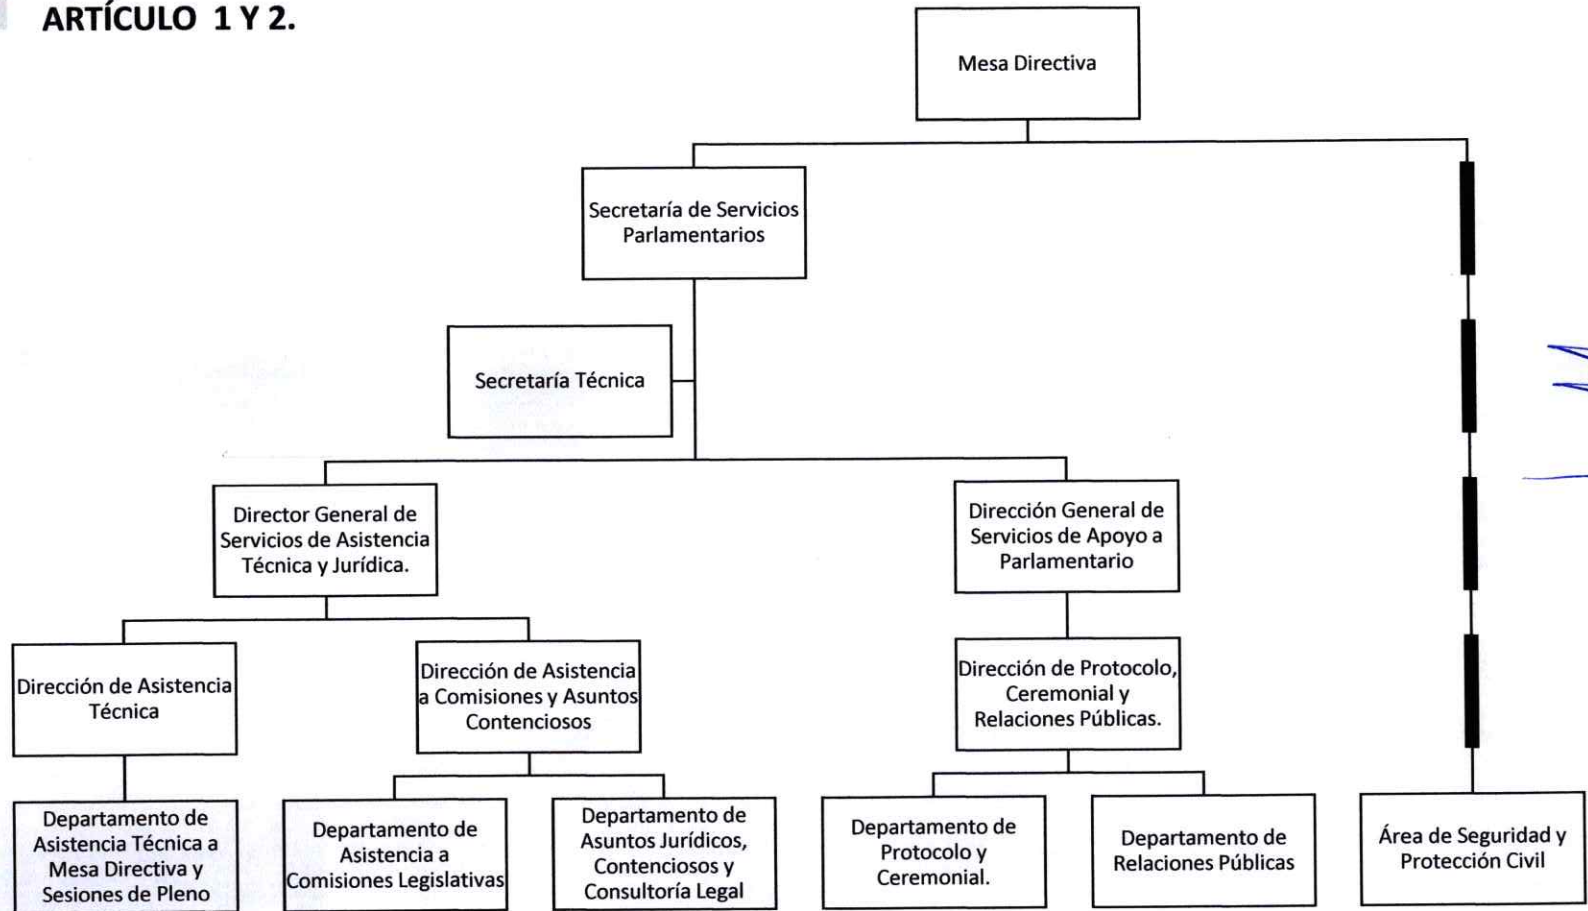 ARTÍCULO 1 Y 2.
Mesa Directiva
Secretaría de Servicios
Parlamentarios
Secretaría Técnica
Director General de
Servicios de Asistencia
Técnica y Jurídica.
Dirección General de
Servicios de Apoyo a
Parlamentario
Dirección de Asistencia
Técnica
Dirección de Asistencia
a Comisiones y Asuntos
Contenciosos
Dirección de Protocolo,
Ceremonial y
Relaciones Públicas.
Departamento de
Asistencia Técnica a
Mesa Directiva y
Sesiones de Pleno
Departamento de
Asistencia a
Comisiones Legislativas
Departamento de
Asuntos Jurídicos,
Contenciosos y
Consultoría Legal
Departamento de
Protocolo y
Ceremonial.
Departamento de
Relaciones Públicas
Área de Seguridad y
Protección Civil